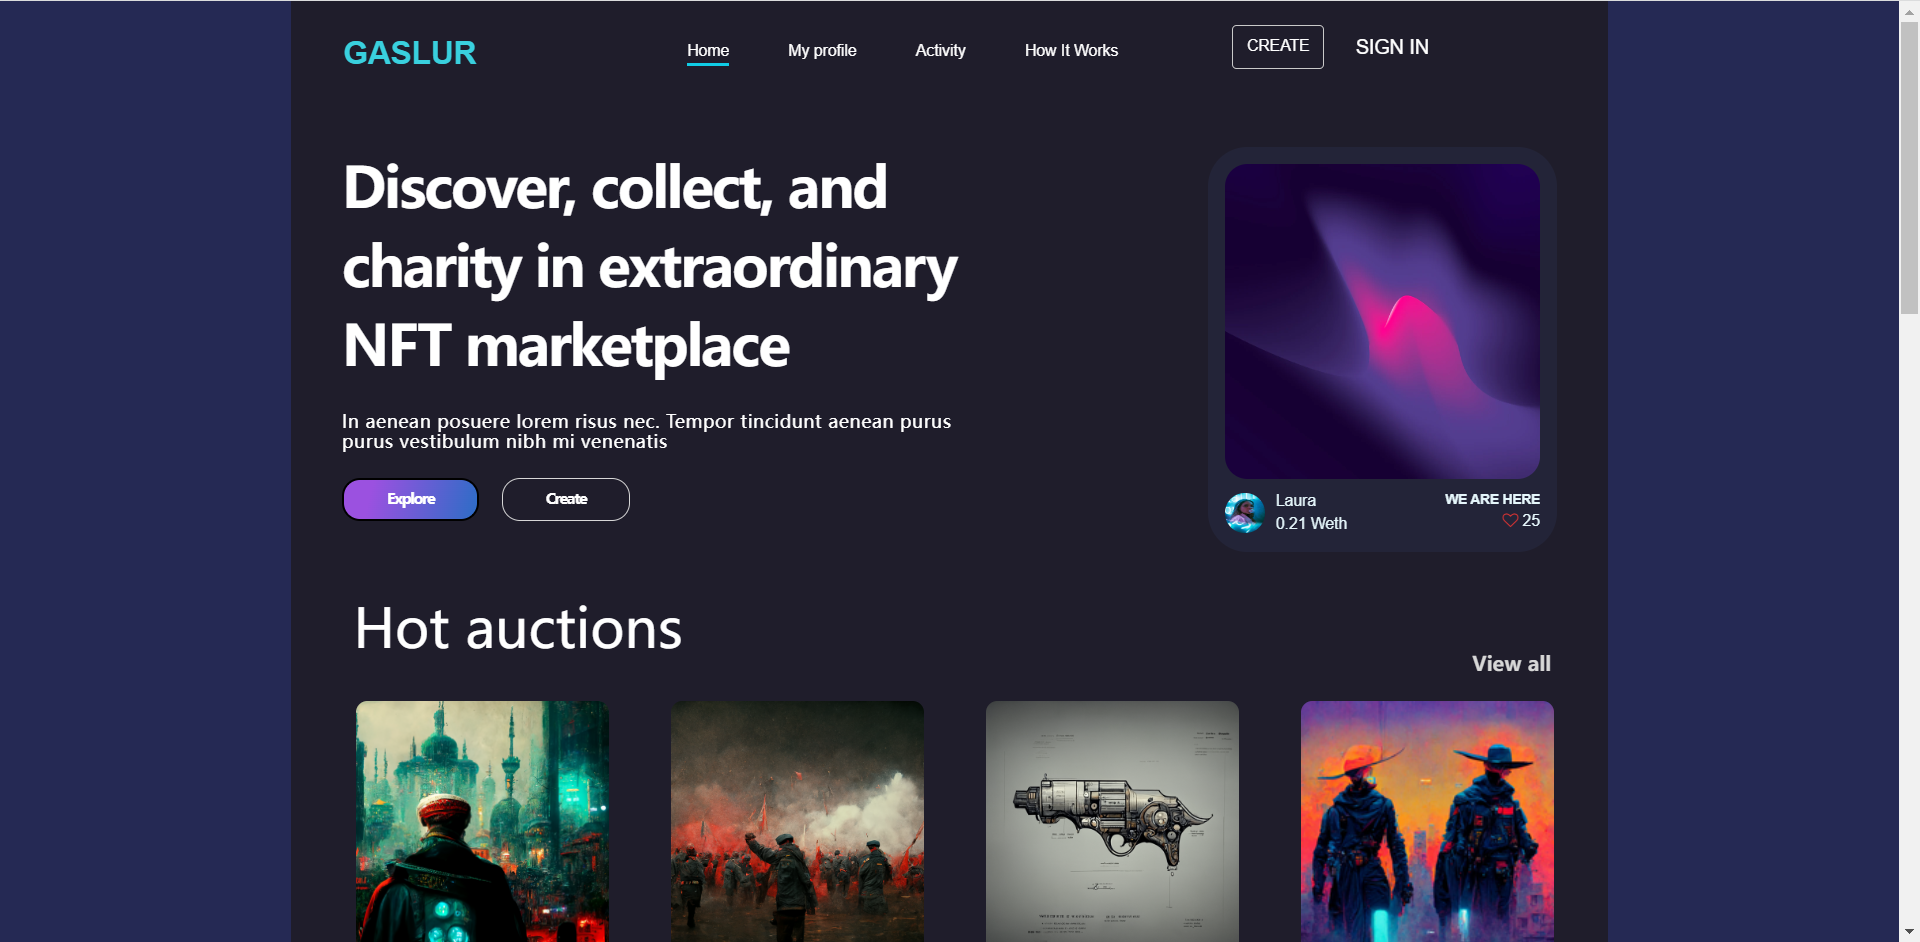 GASLUR
Home
My profile
Activity
How It Works
CREATE
SIGN IN
Discover, collect, and
charity in extraordinary
NFT marketplace
In aenean posuere lorem risus nec. Tempor tincidunt aenean purus
purus vestibulum nibh mi venenatis
Explore
Create
Laura
WE ARE HERE
0.21 Weth
25
Hot auctions
View all